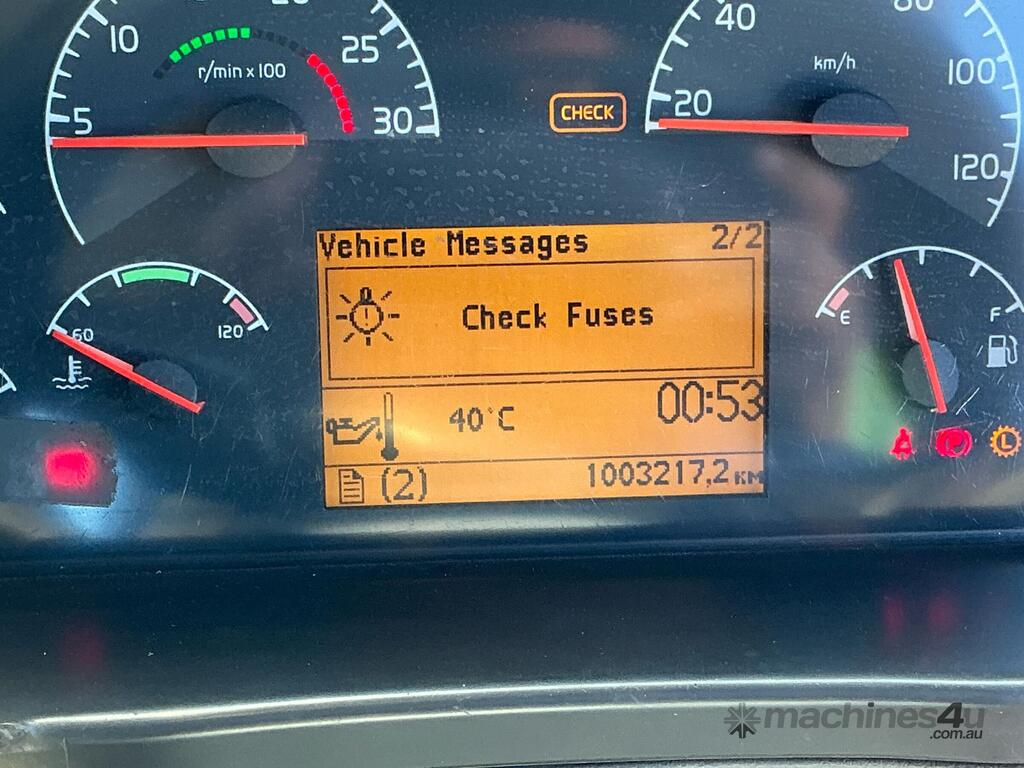 10
25
r/min x 100
5
30
40
80
km/h
100
20
CHECK
120
Vehicle Messages 2/2
Check Fuses
60
120
E
F
40°C
00:53
(2)
1003217,2 KM
L
machines4u
.com.au